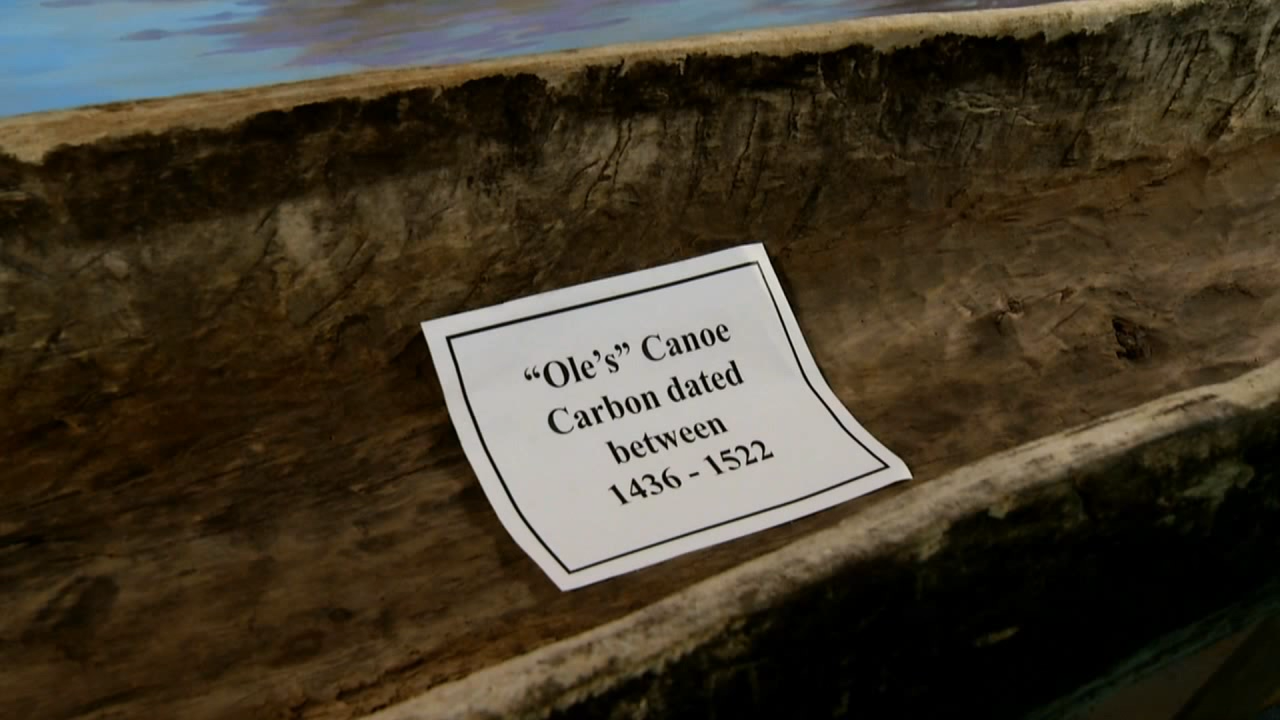 “Ole’s” Canoe
Carbon dated
between
1436 - 1522